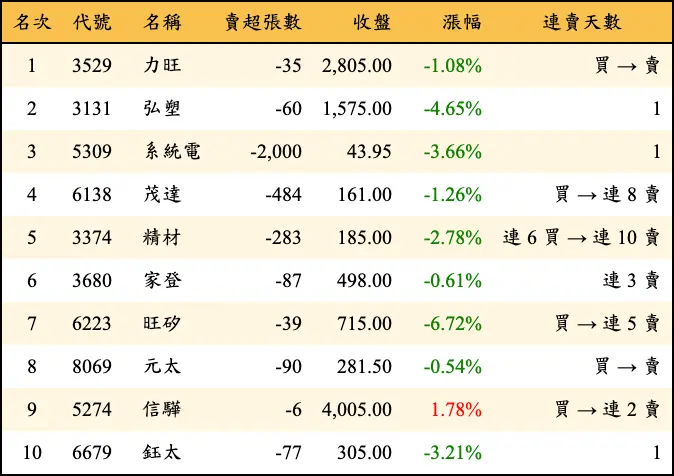 名次 代號 名稱 賣超張數 收盤 漲幅 連賣天數
1 3529 力旺 -35 2,805.00 -1.08% 買 → 賣
2 3131 弘塑 -60 1,575.00 -4.65% 1
3 5309 系統電 -2,000 43.95 -3.66% 1
4 6138 茂達 -484 161.00 -1.26% 買 → 連 8 賣
5 3374 精材 -283 185.00 -2.78% 連 6 買 → 連 10 賣
6 3680 家登 -87 498.00 -0.61% 連 3 賣
7 6223 旺矽 -39 715.00 -6.72% 買 → 連 5 賣
8 8069 元太 -90 281.50 -0.54% 買 → 賣
9 5274 信驊 -6 4,005.00 1.78% 買 → 連 2 賣
10 6679 鈺太 -77 305.00 -3.21% 1